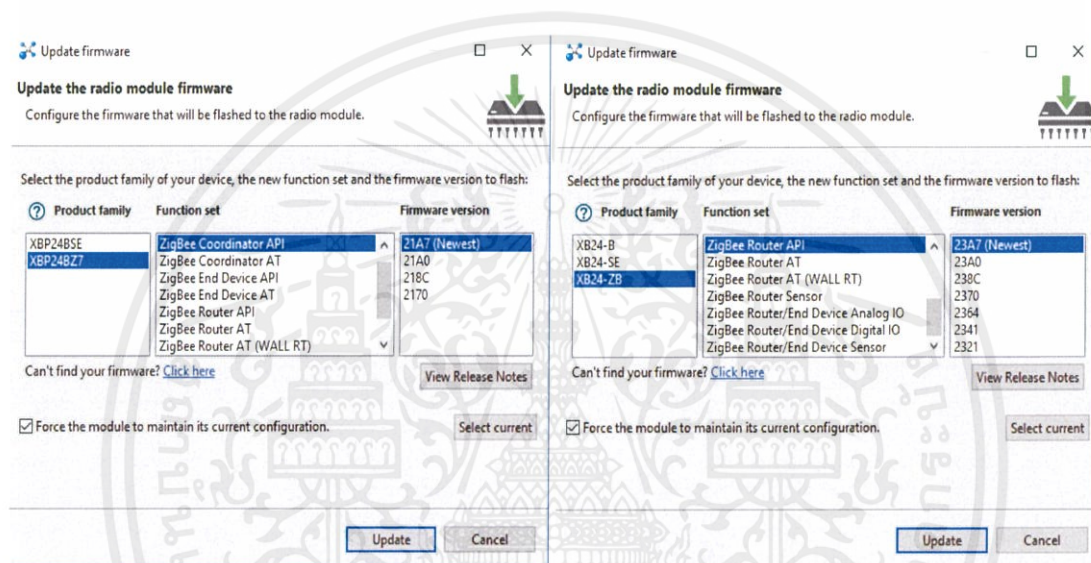 Update firmware
Update the radio module firmware
Configure the firmware that will be flashed to the radio module.
Select the product family of your device, the new function set and the firmware version to flash:
Product family Function set Firmware version
XBP24BSE
XBP24BZ7
ZigBee Coordinator API
ZigBee Coordinator AT
ZigBee End Device API
ZigBee End Device AT
ZigBee Router API
ZigBee Router AT
ZigBee Router AT (WALL RT)
21A7 (Newest)
21A0
218C
2170
Can't find your firmware? Click here
View Release Notes
Force the module to maintain its current configuration.
Select current
Update Cancel
Update firmware
Update the radio module firmware
Configure the firmware that will be flashed to the radio module.
Select the product family of your device, the new function set and the firmware version to flash:
Product family Function set Firmware version
XB24-B
XB24-SE
XB24-ZB
ZigBee Router API
ZigBee Router AT
ZigBee Router AT (WALL RT)
ZigBee Router Sensor
ZigBee Router/End Device Analog IO
ZigBee Router/End Device Digital IO
ZigBee Router/End Device Sensor
23A7 (Newest)
23A0
238C
2370
2364
2341
2321
Can't find your firmware? Click here
View Release Notes
Force the module to maintain its current configuration.
Select current
Update Cancel